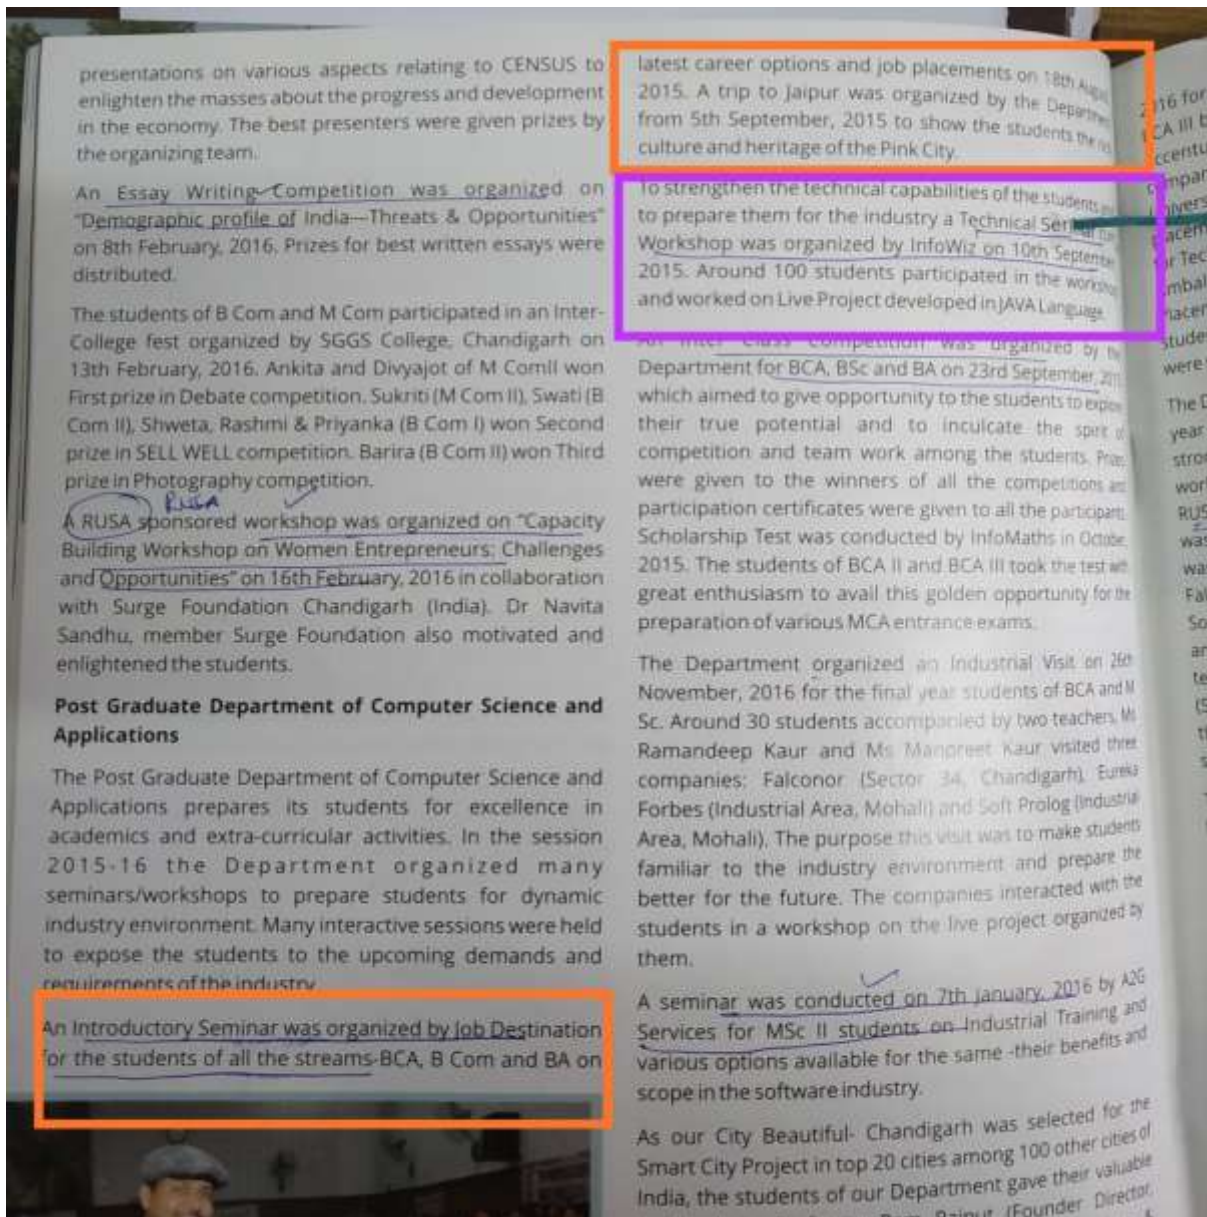 presentations on various aspects relating to CENSUS to
enlighten the masses about the progress and development
in the economy. The best presenters were given prizes by
the organizing team.
An Essay Writing Competition was organized on
“Demographic profile of India—Threats & Opportunities”
on 8th February, 2016. Prizes for best written essays were
distributed.
The students of B Com and M Com participated in an Inter-
College fest organized by SGGS College, Chandigarh on
13th February, 2016. Ankita and Divyajot of M ComII won
First prize in Debate competition. Sukriti (M Com II), Swati (B
Com II), Shweta, Rashmi & Priyanka (B Com I) won Second
prize in SELL WELL competition. Barira (B Com II) won Third
prize in Photography competition.
RUSA
A RUSA sponsored workshop was organized on “Capacity
Building Workshop on Women Entrepreneurs: Challenges
and Opportunities” on 16th February, 2016 in collaboration
with Surge Foundation Chandigarh (India). Dr Navita
Sandhu, member Surge Foundation also motivated and
enlightened the students.
Post Graduate Department of Computer Science and
Applications
The Post Graduate Department of Computer Science and
Applications prepares its students for excellence in
academics and extra-curricular activities. In the session
2015-16 the Department organized many
seminars/workshops to prepare students for dynamic
industry environment. Many interactive sessions were held
to expose the students to the upcoming demands and
requirements of the industry.
An Introductory Seminar was organized by Job Destination
for the students of all the streams-BCA, B Com and BA on
latest career options and job placements on 18th August
2015. A trip to Jaipur was organized by the Department
from 5th September, 2015 to show the students the
culture and heritage of the Pink City.
To strengthen the technical capabilities of the students
to prepare them for the industry a Technical
Workshop was organized by InfoWiz on 10th September
2015. Around 100 students participated in the workshop
and worked on Live Project developed in JAVA Language.
An Inter Class Competition was organized by the
Department for BCA, BSc and BA on 23rd September,
which aimed to give opportunity to the students to explore
their true potential and to inculcate the spirit of
competition and team work among the students. Prizes
were given to the winners of all the competitions and
participation certificates were given to all the participants.
Scholarship Test was conducted by InfoMaths in October,
2015. The students of BCA II and BCA III took the test with
great enthusiasm to avail this golden opportunity for the
preparation of various MCA entrance exams.
The Department organized an Industrial Visit on 26th
November, 2016 for the final year students of BCA and M
Sc. Around 30 students accompanied by two teachers, Ms
Ramandeep Kaur and Ms Manpreet Kaur visited three
companies: Falconor (Sector 34, Chandigarh), Eureka
Forbes (Industrial Area, Mohali) and Soft Prolog (Industrial
Area, Mohali). The purpose this visit was to make students
familiar to the industry environment and prepare the
better for the future. The companies interacted with the
students in a workshop on the live project organized by
them.
A seminar was conducted on 7th January, 2016 by A2G
Services for MSc II students on Industrial Training and
various options available for the same -their benefits and
scope in the software industry.
As our City Beautiful- Chandigarh was selected for the
Smart City Project in top 20 cities among 100 other cities of
India, the students of our Department gave their valuable
(Founder Director,